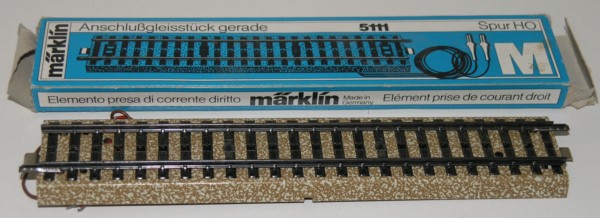 märklin
Anschlußgleisstück gerade
5111
Spur HO
M
Elemento presa di corrente diritto
märklin
Made in
Germany
Elément prise de courant droit